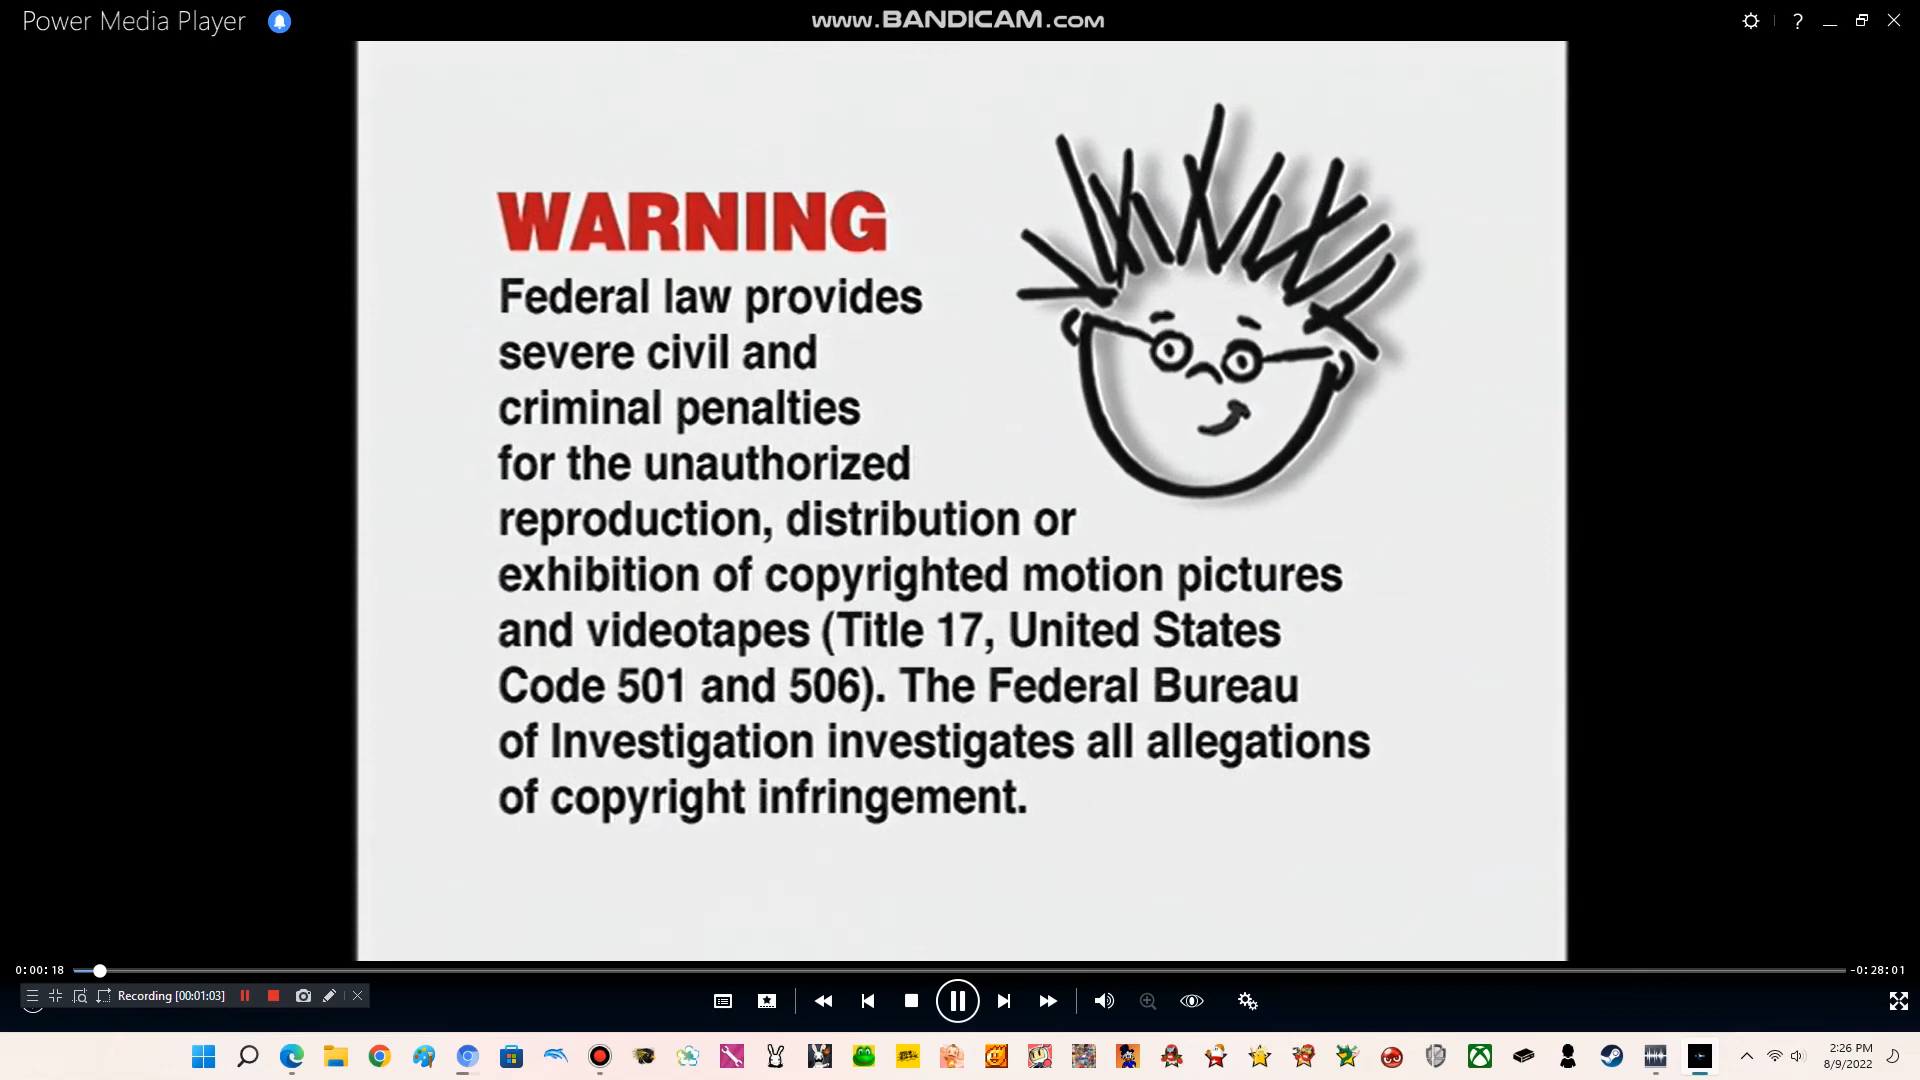 Power Media Player
www.BANDICAM.com
?
WARNING
Federal law provides
severe civil and
criminal penalties
for the unauthorized
reproduction, distribution or
exhibition of copyrighted motion pictures
and videotapes (Title 17, United States
Code 501 and 506). The Federal Bureau
of Investigation investigates all allegations
of copyright infringement.
0:00:18
-0:28:01
Recording [00:01:03]
2:26 PM
8/9/2022